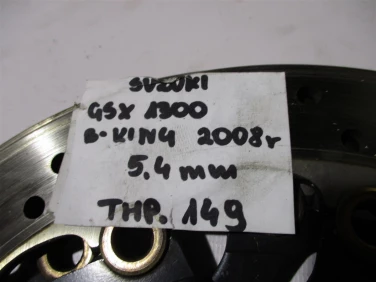 SUZUKI
GSX 1300
B-KING 2008r
5,4 mm
THP. 149